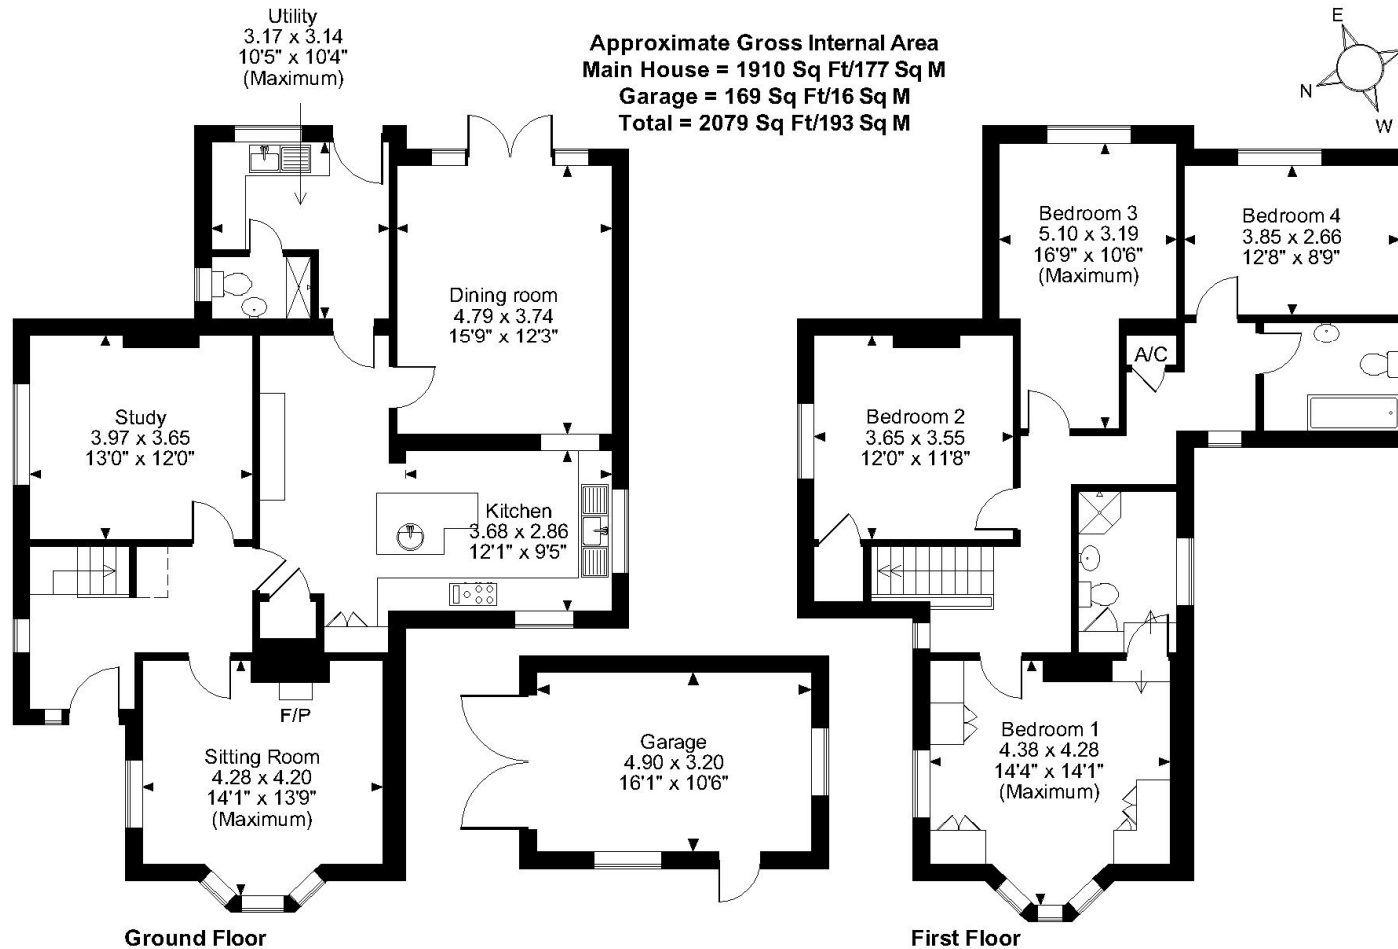 Utility
3.17 x 3.14
10'5" x 10'4"
(Maximum)
Approximate Gross Internal Area
Main House = 1910 Sq Ft/177 Sq M
Garage = 169 Sq Ft/16 Sq M
Total = 2079 Sq Ft/193 Sq M
E
N
W
Dining room
4.79 x 3.74
15'9" x 12'3"
Bedroom 3
5.10 x 3.19
16'9" x 10'6"
(Maximum)
Bedroom 4
3.85 x 2.66
12'8" x 8'9"
A/C
Study
3.97 x 3.65
13'0" x 12'0"
Bedroom 2
3.65 x 3.55
12'0" x 11'8"
Kitchen
3.68 x 2.86
12'1" x 9'5"
F/P
Sitting Room
4.28 x 4.20
14'1" x 13'9"
(Maximum)
Garage
4.90 x 3.20
16'1" x 10'6"
Bedroom 1
4.38 x 4.28
14'4" x 14'1"
(Maximum)
Ground Floor
First Floor